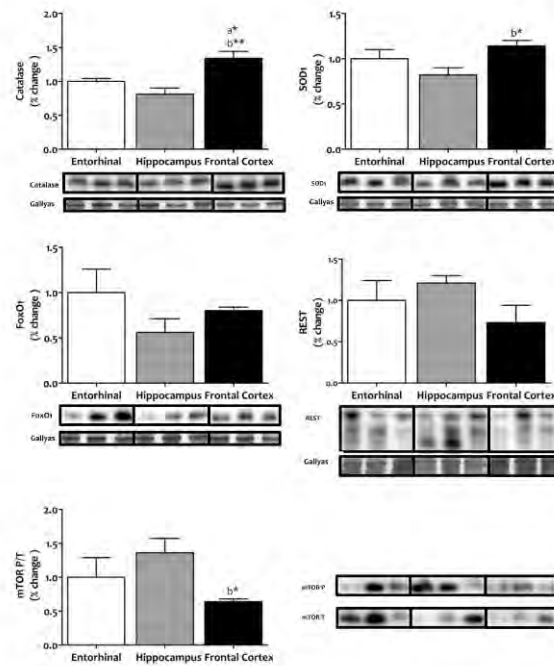 Catalase
(% change )
2.0
1.5
1.0
0.5
0.0
a*
b**
Entorhinal Hippocampus Frontal Cortex
Catalase
Gallyas
SOD1
(% change )
1.5
1.0
0.5
0.0
b*
Entorhinal Hippocampus Frontal Cortex
SOD1
Gallyas
FoxO1
(% change )
1.5
1.0
0.5
0.0
Entorhinal Hippocampus Frontal Cortex
FoxO1
Gallyas
REST
(% change )
1.5
1.0
0.5
0.0
Entorhinal Hippocampus Frontal Cortex
REST
Gallyas
mTOR P/T
(% change )
2.0
1.5
1.0
0.5
0.0
b*
Entorhinal Hippocampus Frontal Cortex
mTOR P
mTOR T